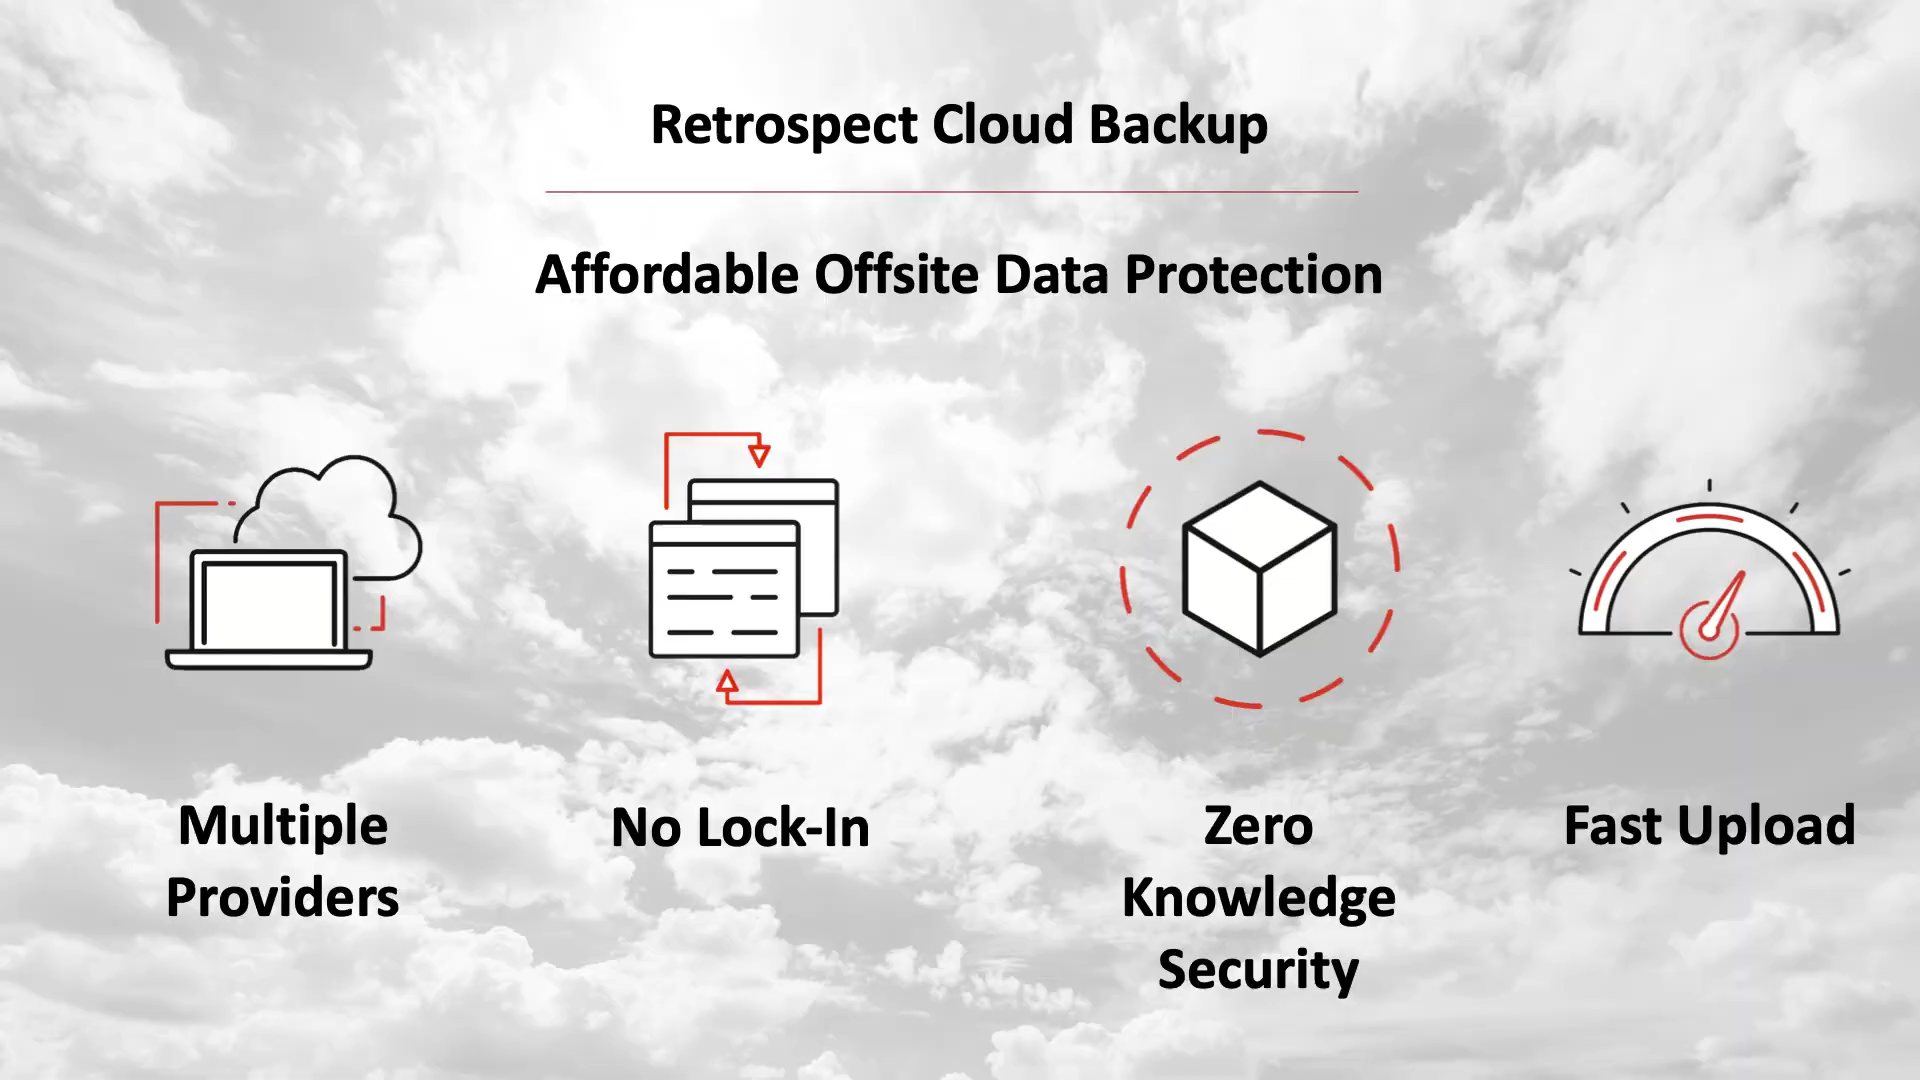 Retrospect Cloud Backup
Affordable Offsite Data Protection
Multiple
Providers
No Lock-In
Zero
Knowledge
Security
Fast Upload